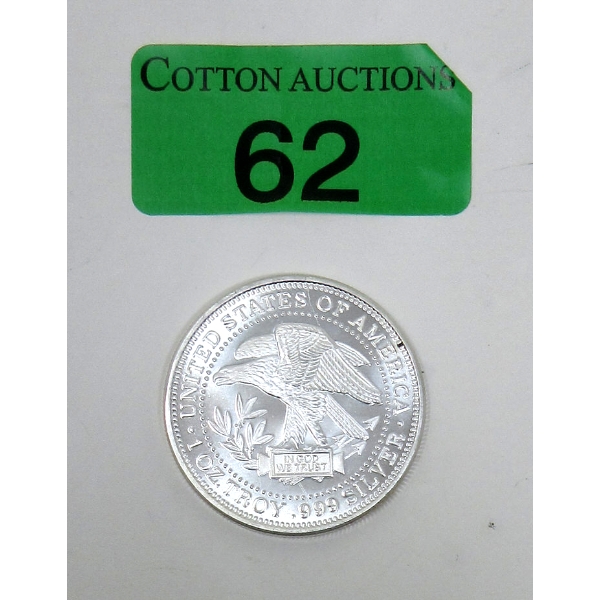 COTTON AUCTIONS
62
UNITED STATES OF AMERICA
IN GOD
WE TRUST
· 1 OZ. TROY .999 SILVER ·